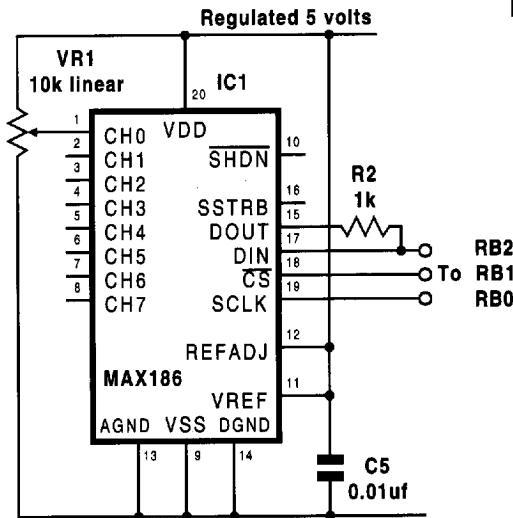 Regulated 5 volts
VR1
10k linear
IC1
20
1
CH0
VDD
2
CH1
10
SHDN
3
CH2
4
CH3
16
SSTRB
R2
1k
5
CH4
15
DOUT
6
CH5
17
DIN
RB2
7
CH6
18
CS
To RB1
8
CH7
19
SCLK
RB0
12
REFADJ
MAX186
11
VREF
AGND VSS DGND
13
9
14
C5
0.01uf